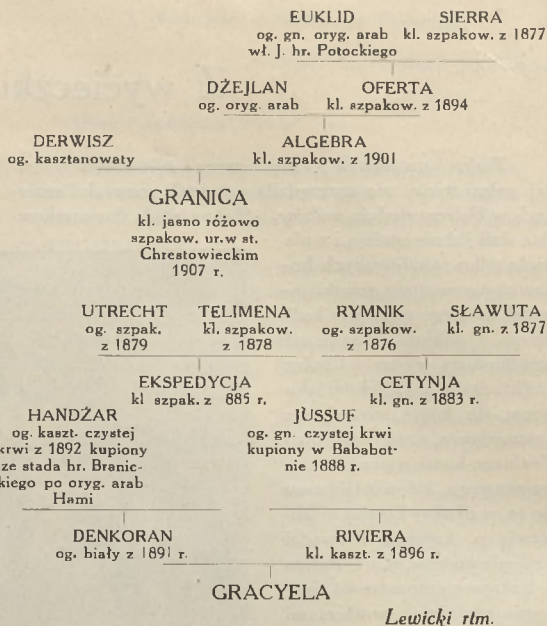 EUKLID SIERRA
og. gn. oryg. arab kl. szpakow. z 1877
wł. J. hr. Potockiego
DŻEJLAN OFERTA
og. oryg. arab kl. szpakow. z 1894
DERWISZ ALGEBRA
og. kasztanowaty kl. szpakow. z 1901
GRANICA
kl. jasno różowo
szpakow. ur. w st.
Chrestowieckim
1907 r.
UTRECHT TELIMENA RYMNIK SŁAWUTA
og. szpak. kl. szpakow. og. szpakow. kl. gn. z 1877
z 1879 z 1878 z 1876
EKSPEDYCJA CETYNJA
kl szpak. z 885 r. kl. gn. z 1883 r.
HANDŻAR JUSSUF
og. kaszt. czystej og. gn. czystej krwi
krwi z 1892 kupiony kupiony w Bababot-
ze stada hr. Branic- nie 1888 r.
kiego po oryg. arab
Hami
DENKORAN RIVIERA
og. biały z 1891 r. kl. kaszt. z 1896 r.
GRACYELA
Lewicki rtm.